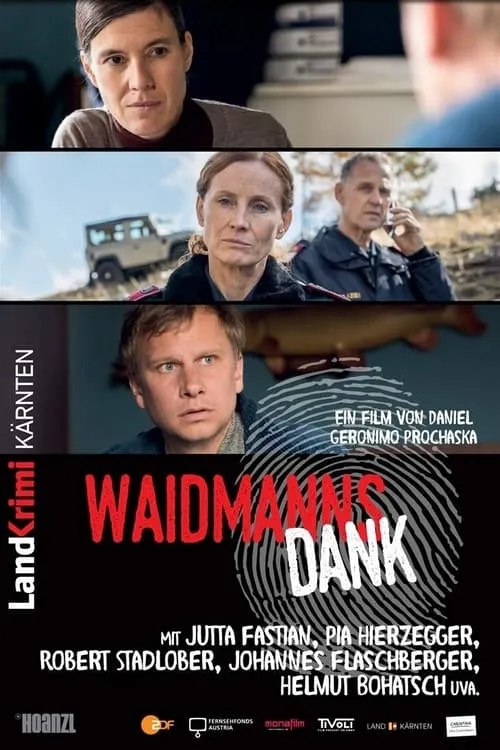 EIN FILM VON DANIEL
GERONIMO PROCHASKA
LandKrimi KÄRNTEN
WAIDMANNS
DANK
MIT JUTTA FASTIAN, PIA HIERZEGGER,
ROBERT STADLOBER, JOHANNES FLASCHBERGER,
HELMUT BOHATSCH UVA.
HOANZL
ZDF
FERNSEHFONDS
AUSTRIA
monafilm
TIVOLI
LAND KÄRNTEN